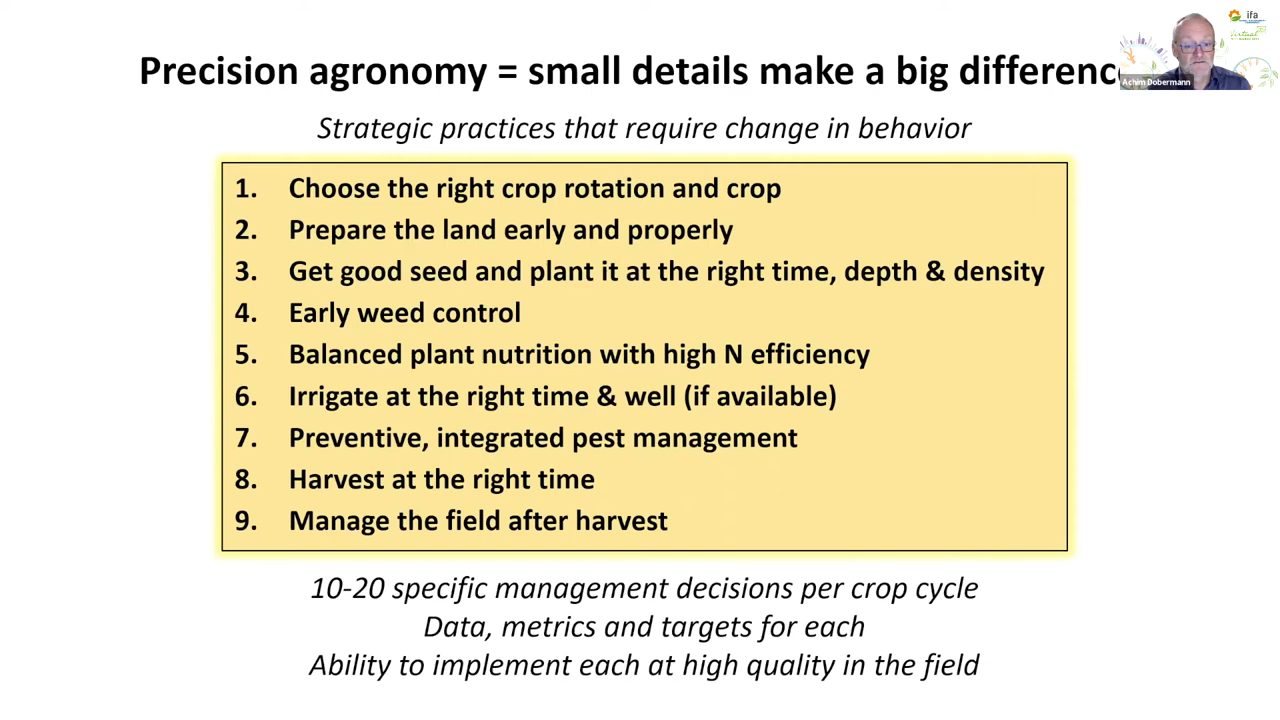 Precision agronomy = small details make a big differenc
ifa
Achim Dobermann
Strategic practices that require change in behavior
1. Choose the right crop rotation and crop
2. Prepare the land early and properly
3. Get good seed and plant it at the right time, depth & density
4. Early weed control
5. Balanced plant nutrition with high N efficiency
6. Irrigate at the right time & well (if available)
7. Preventive, integrated pest management
8. Harvest at the right time
9. Manage the field after harvest
10-20 specific management decisions per crop cycle
Data, metrics and targets for each
Ability to implement each at high quality in the field